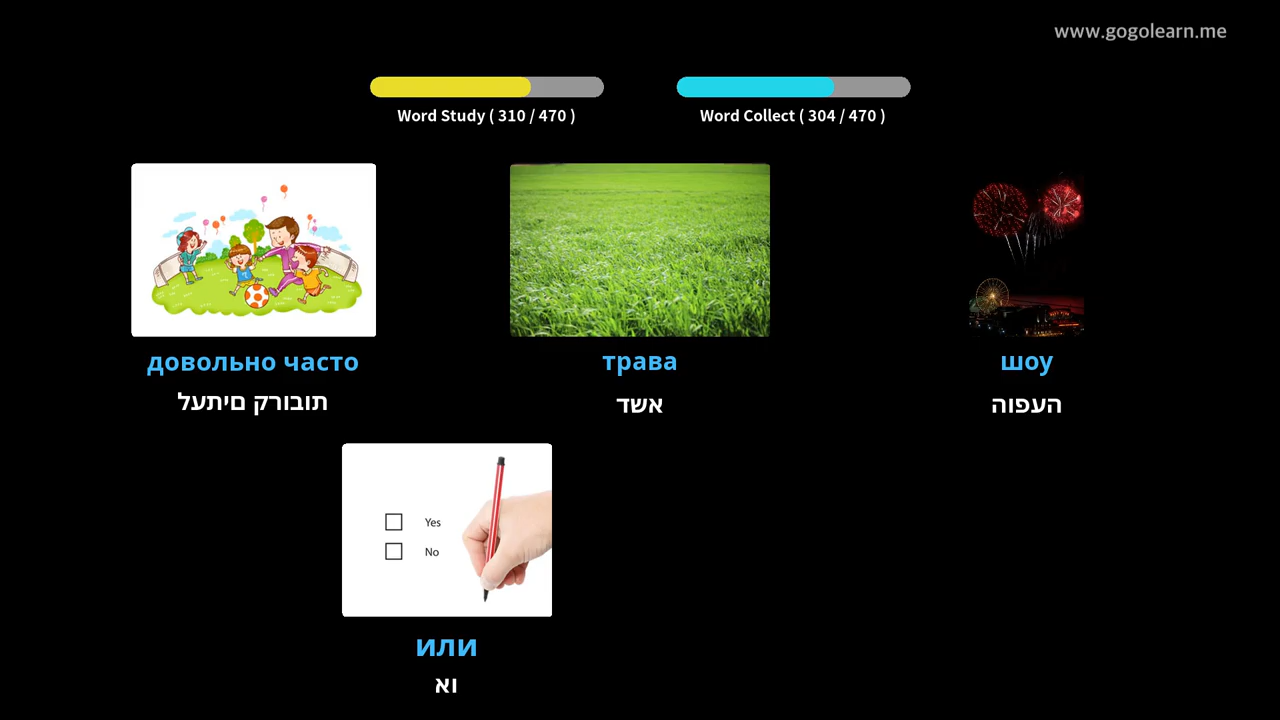 www.gogolearn.me
Word Study ( 310 / 470 )
Word Collect ( 304 / 470 )
довольно часто
תובורק םיתעל
трава
אשד
шоу
העפוה
Yes
No
или
וא